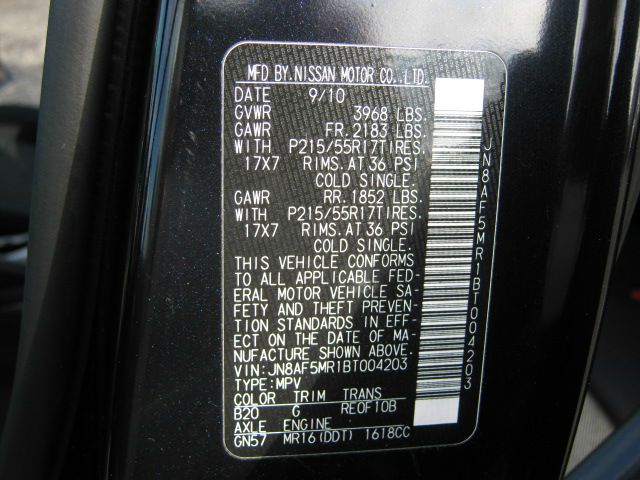 MFD BY.NISSAN MOTOR CO.,LTD.
DATE 9/10
GVWR 3968 LBS.
GAWR FR. 2183 LBS.
WITH P215/55R17TIRES.
17X7 RIMS. AT 36 PSI
COLD SINGLE.
GAWR RR. 1852 LBS.
WITH P215/55R17TIRES.
17X7 RIMS. AT 36 PSI
COLD SINGLE.
THIS VEHICLE CONFORMS
TO ALL APPLICABLE FED-
ERAL MOTOR VEHICLE SA-
FETY AND THEFT PREVEN-
TION STANDARDS IN EFF-
ECT ON THE DATE OF MA-
NUFACTURE SHOWN ABOVE.
VIN: JN8AF5MR1BT004203
TYPE: MPV
COLOR TRIM TRANS
B20 G RE0F10B
AXLE ENGINE
GN57 MR16(DDT) 1618CC
JN8AF5MR1BT004203